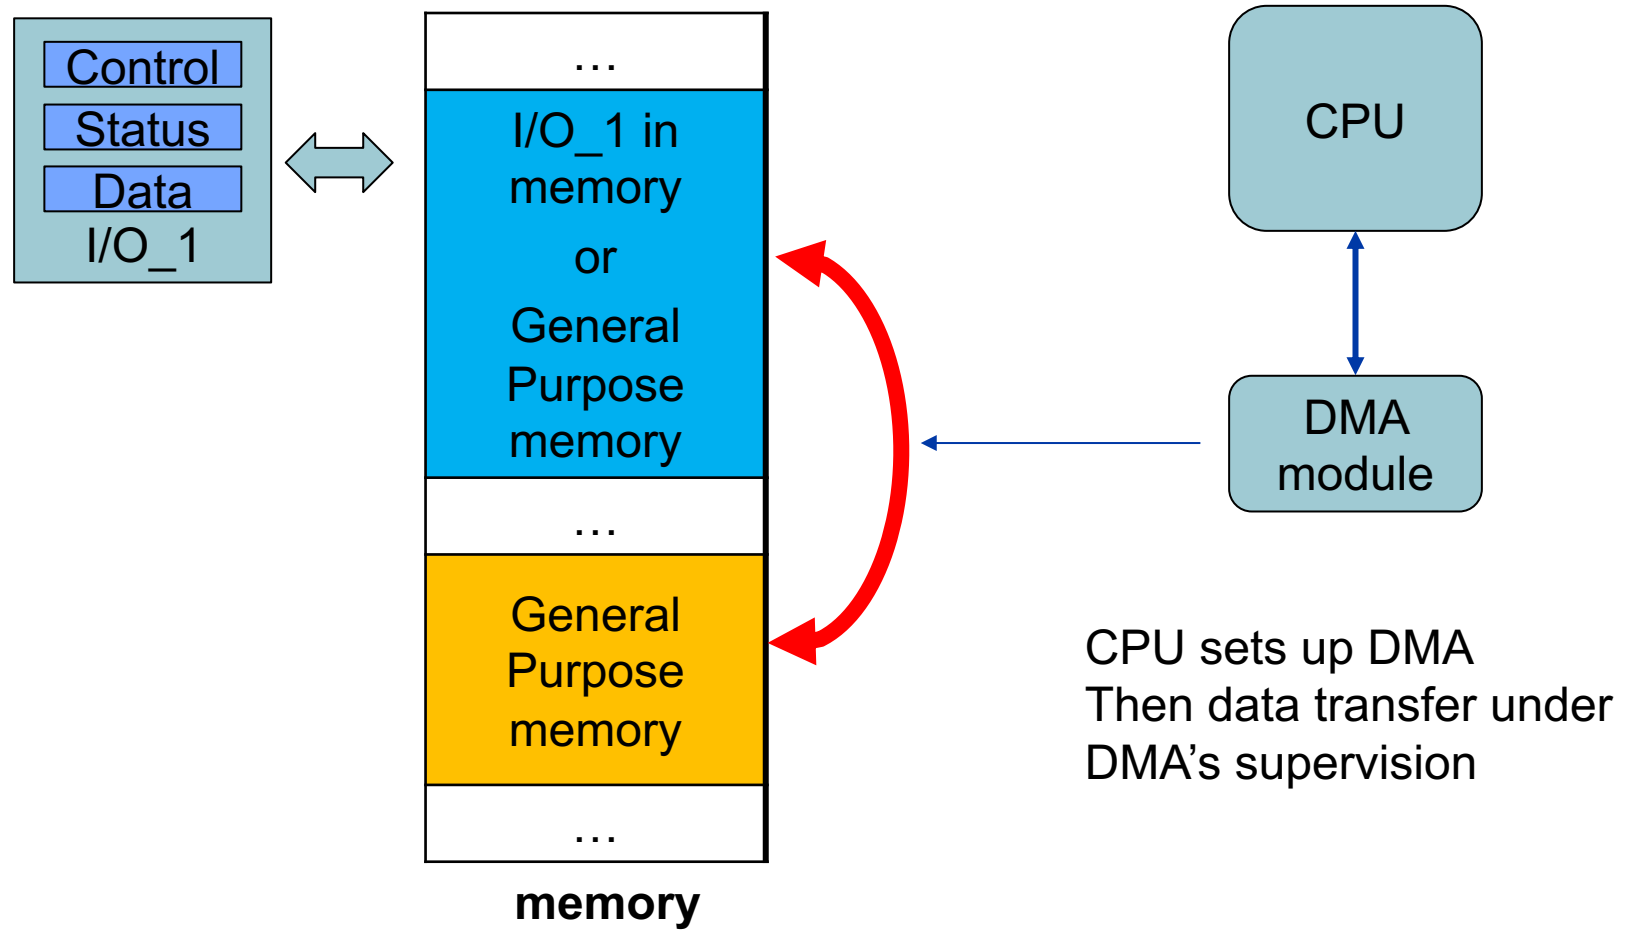 Control
Status
Data
I/O_1
…
I/O_1 in
memory
or
General
Purpose
memory
…
General
Purpose
memory
…
memory
CPU
DMA
module
CPU sets up DMA
Then data transfer under
DMA’s supervision